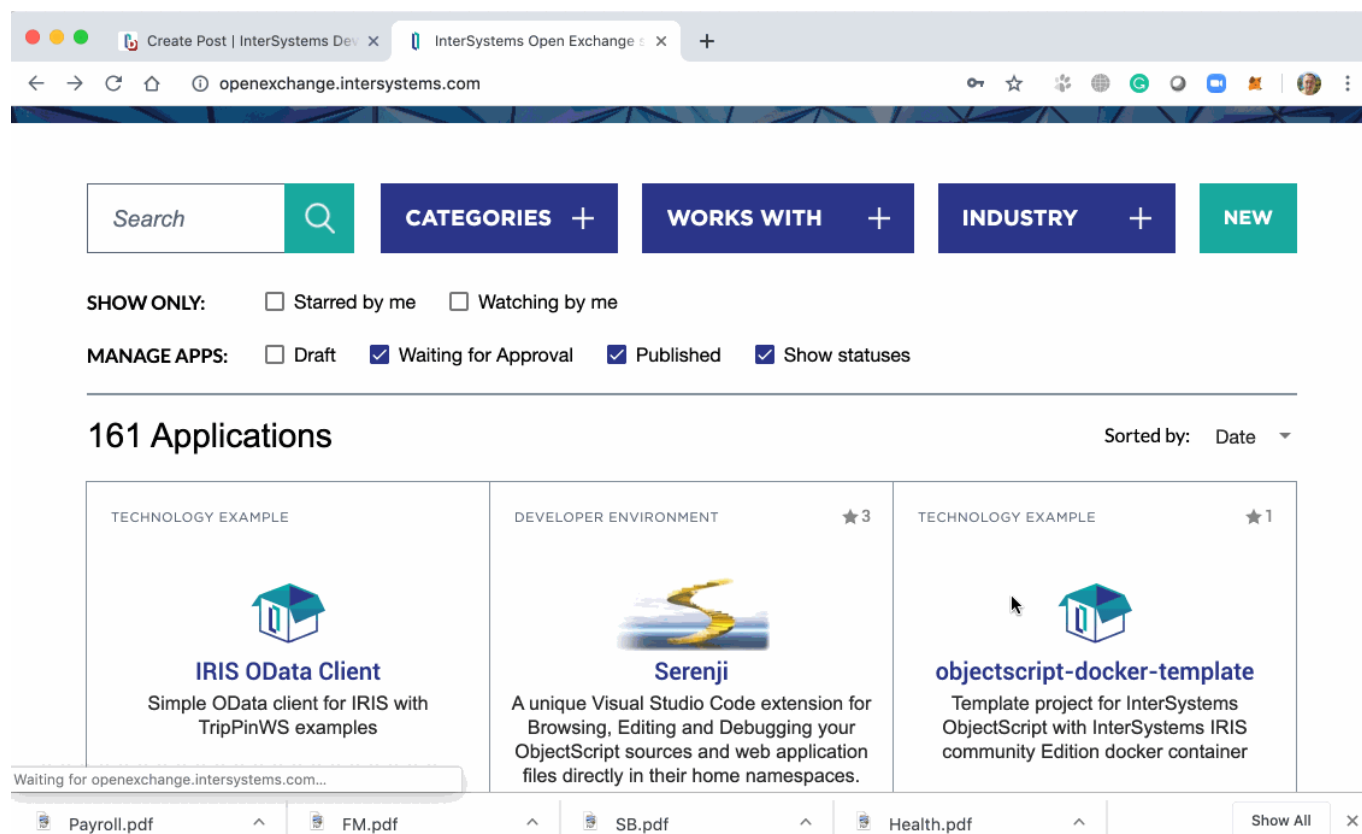 Create Post | InterSystems Dev
InterSystems Open Exchange s
openexchange.intersystems.com
Search
CATEGORIES +
WORKS WITH +
INDUSTRY +
NEW
SHOW ONLY:
Starred by me
Watching by me
MANAGE APPS:
Draft
Waiting for Approval
Published
Show statuses
161 Applications
Sorted by: Date
TECHNOLOGY EXAMPLE
IRIS OData Client
Simple OData client for IRIS with
TripPinWS examples
DEVELOPER ENVIRONMENT
3
Serenji
A unique Visual Studio Code extension for
Browsing, Editing and Debugging your
ObjectScript sources and web application
files directly in their home namespaces.
TECHNOLOGY EXAMPLE
1
objectscript-docker-template
Template project for InterSystems
ObjectScript with InterSystems IRIS
community Edition docker container
Waiting for openexchange.intersystems.com...
Payroll.pdf
FM.pdf
SB.pdf
Health.pdf
Show All